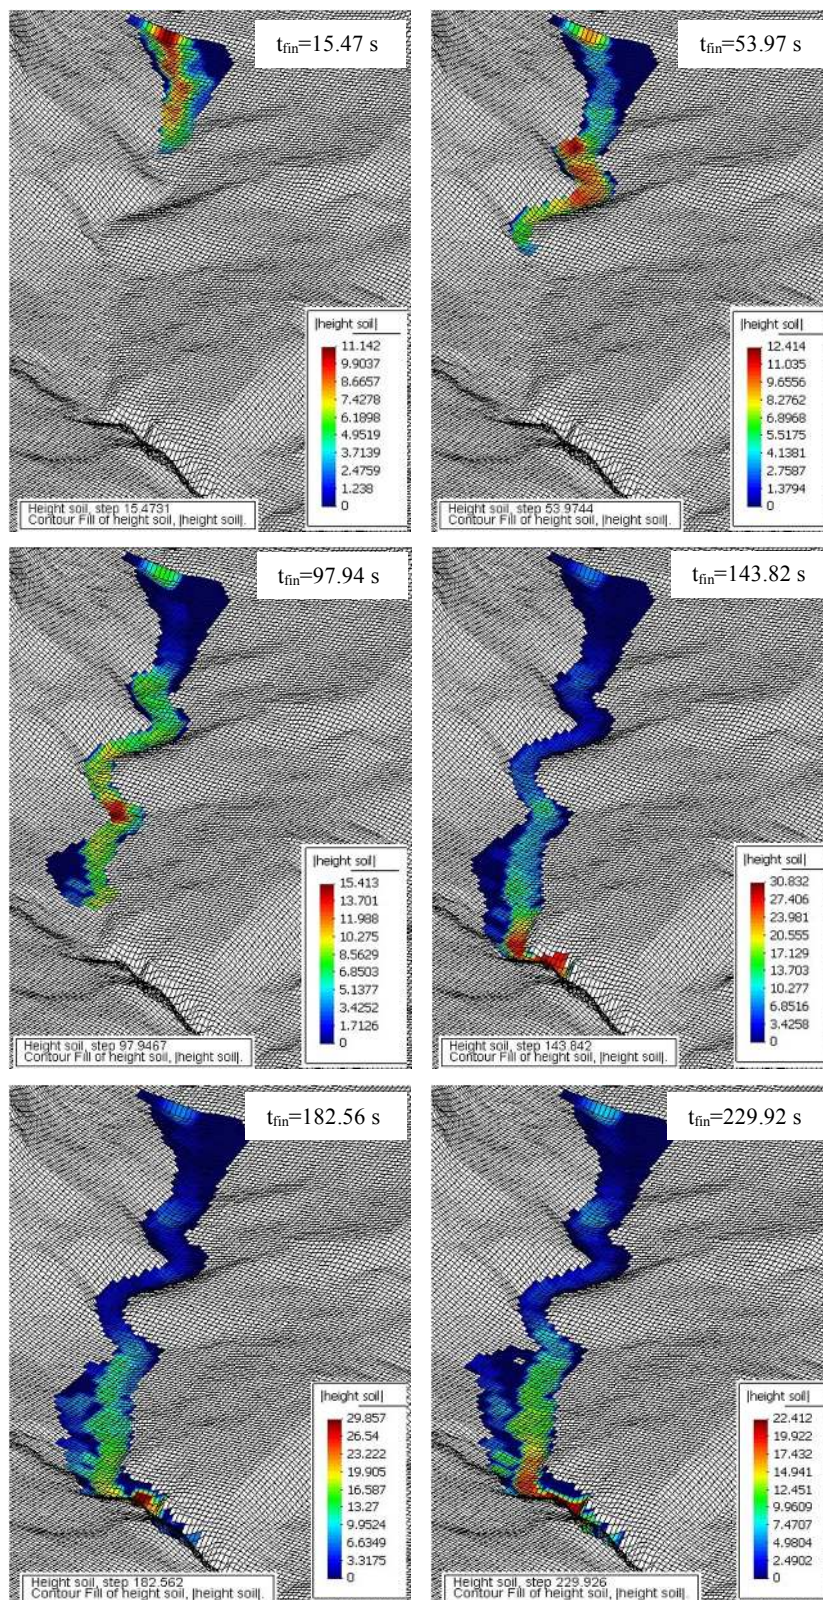 t_fin=15.47 s
|height soil|
11.142
9.9037
8.6657
7.4278
6.1898
4.9519
3.7139
2.4759
1.238
0
Height soil, step 15.4731
Contour Fill of height soil, |height soil|.
t_fin=53.97 s
|height soil|
12.414
11.035
9.6556
8.2762
6.8968
5.5175
4.1381
2.7587
1.3794
0
Height soil, step 53.9744
Contour Fill of height soil, |height soil|.
t_fin=97.94 s
|height soil|
15.413
13.701
11.988
10.275
8.5629
6.8503
5.1377
3.4252
1.7126
0
Height soil, step 97.9467
Contour Fill of height soil, |height soil|.
t_fin=143.82 s
|height soil|
30.832
27.406
23.981
20.555
17.129
13.703
10.277
6.8516
3.4258
0
Height soil, step 143.842
Contour Fill of height soil, |height soil|.
t_fin=182.56 s
|height soil|
29.857
26.54
23.222
19.905
16.587
13.27
9.9524
6.6349
3.3175
0
Height soil, step 182.562
Contour Fill of height soil, |height soil|.
t_fin=229.92 s
|height soil|
22.412
19.922
17.432
14.941
12.451
9.9609
7.4707
4.9804
2.4902
0
Height soil, step 229.926
Contour Fill of height soil, |height soil|.